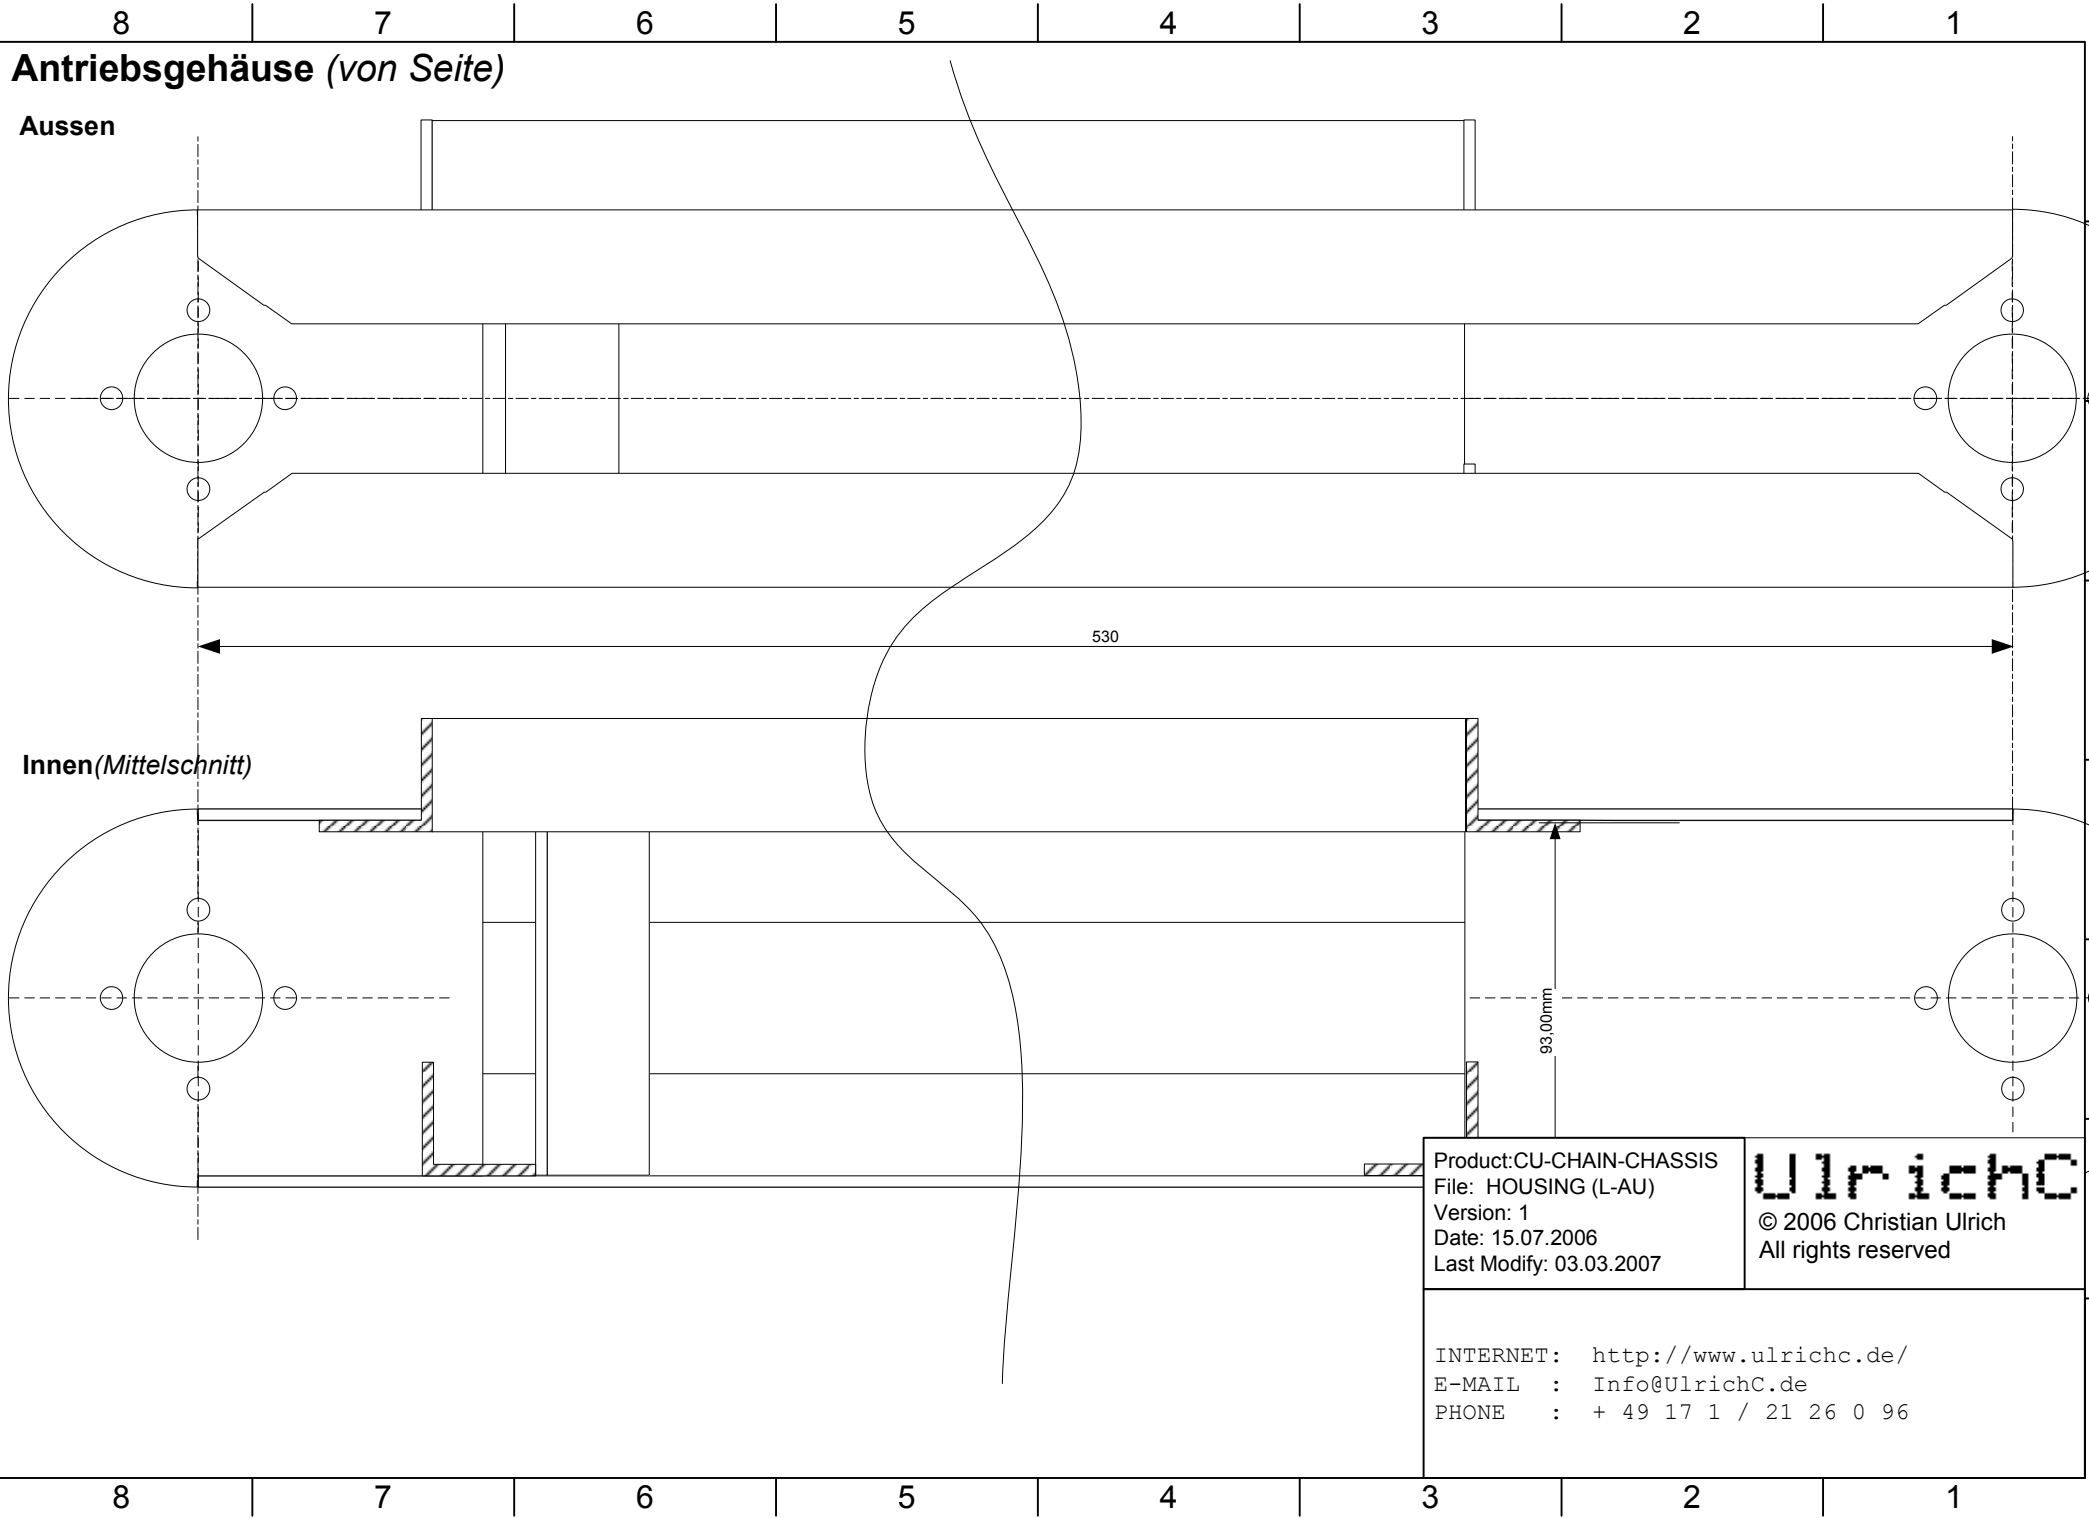 8 7 6 5 4 3 2 1
Antriebsgehäuse (von Seite)
Aussen
530
Innen(Mittelschnitt)
93,00mm
Product:CU-CHAIN-CHASSIS
File: HOUSING (L-AU)
Version: 1
Date: 15.07.2006
Last Modify: 03.03.2007
UlrichC
© 2006 Christian Ulrich
All rights reserved
INTERNET: http://www.ulrichc.de/
E-MAIL : Info@UlrichC.de
PHONE : + 49 17 1 / 21 26 0 96
8 7 6 5 4 3 2 1